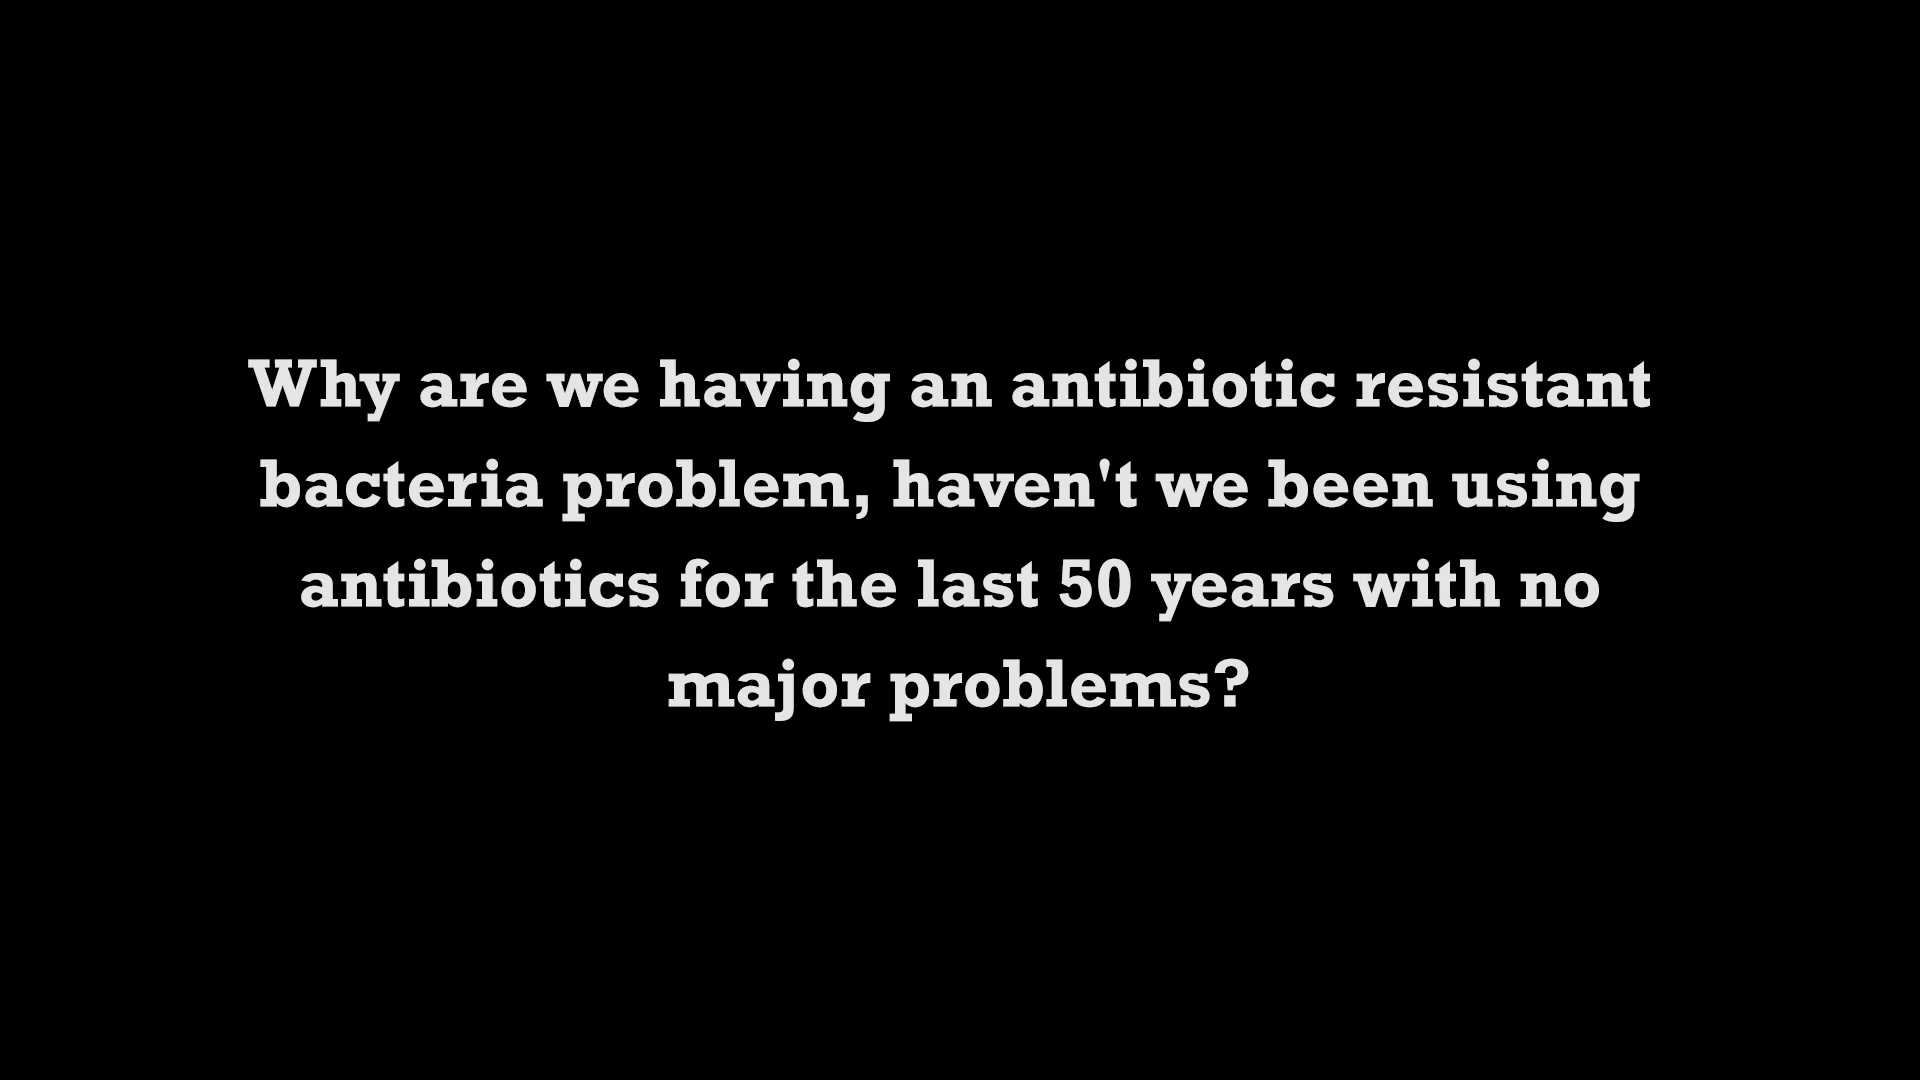 Why are we having an antibiotic resistant
bacteria problem, haven't we been using
antibiotics for the last 50 years with no
major problems?